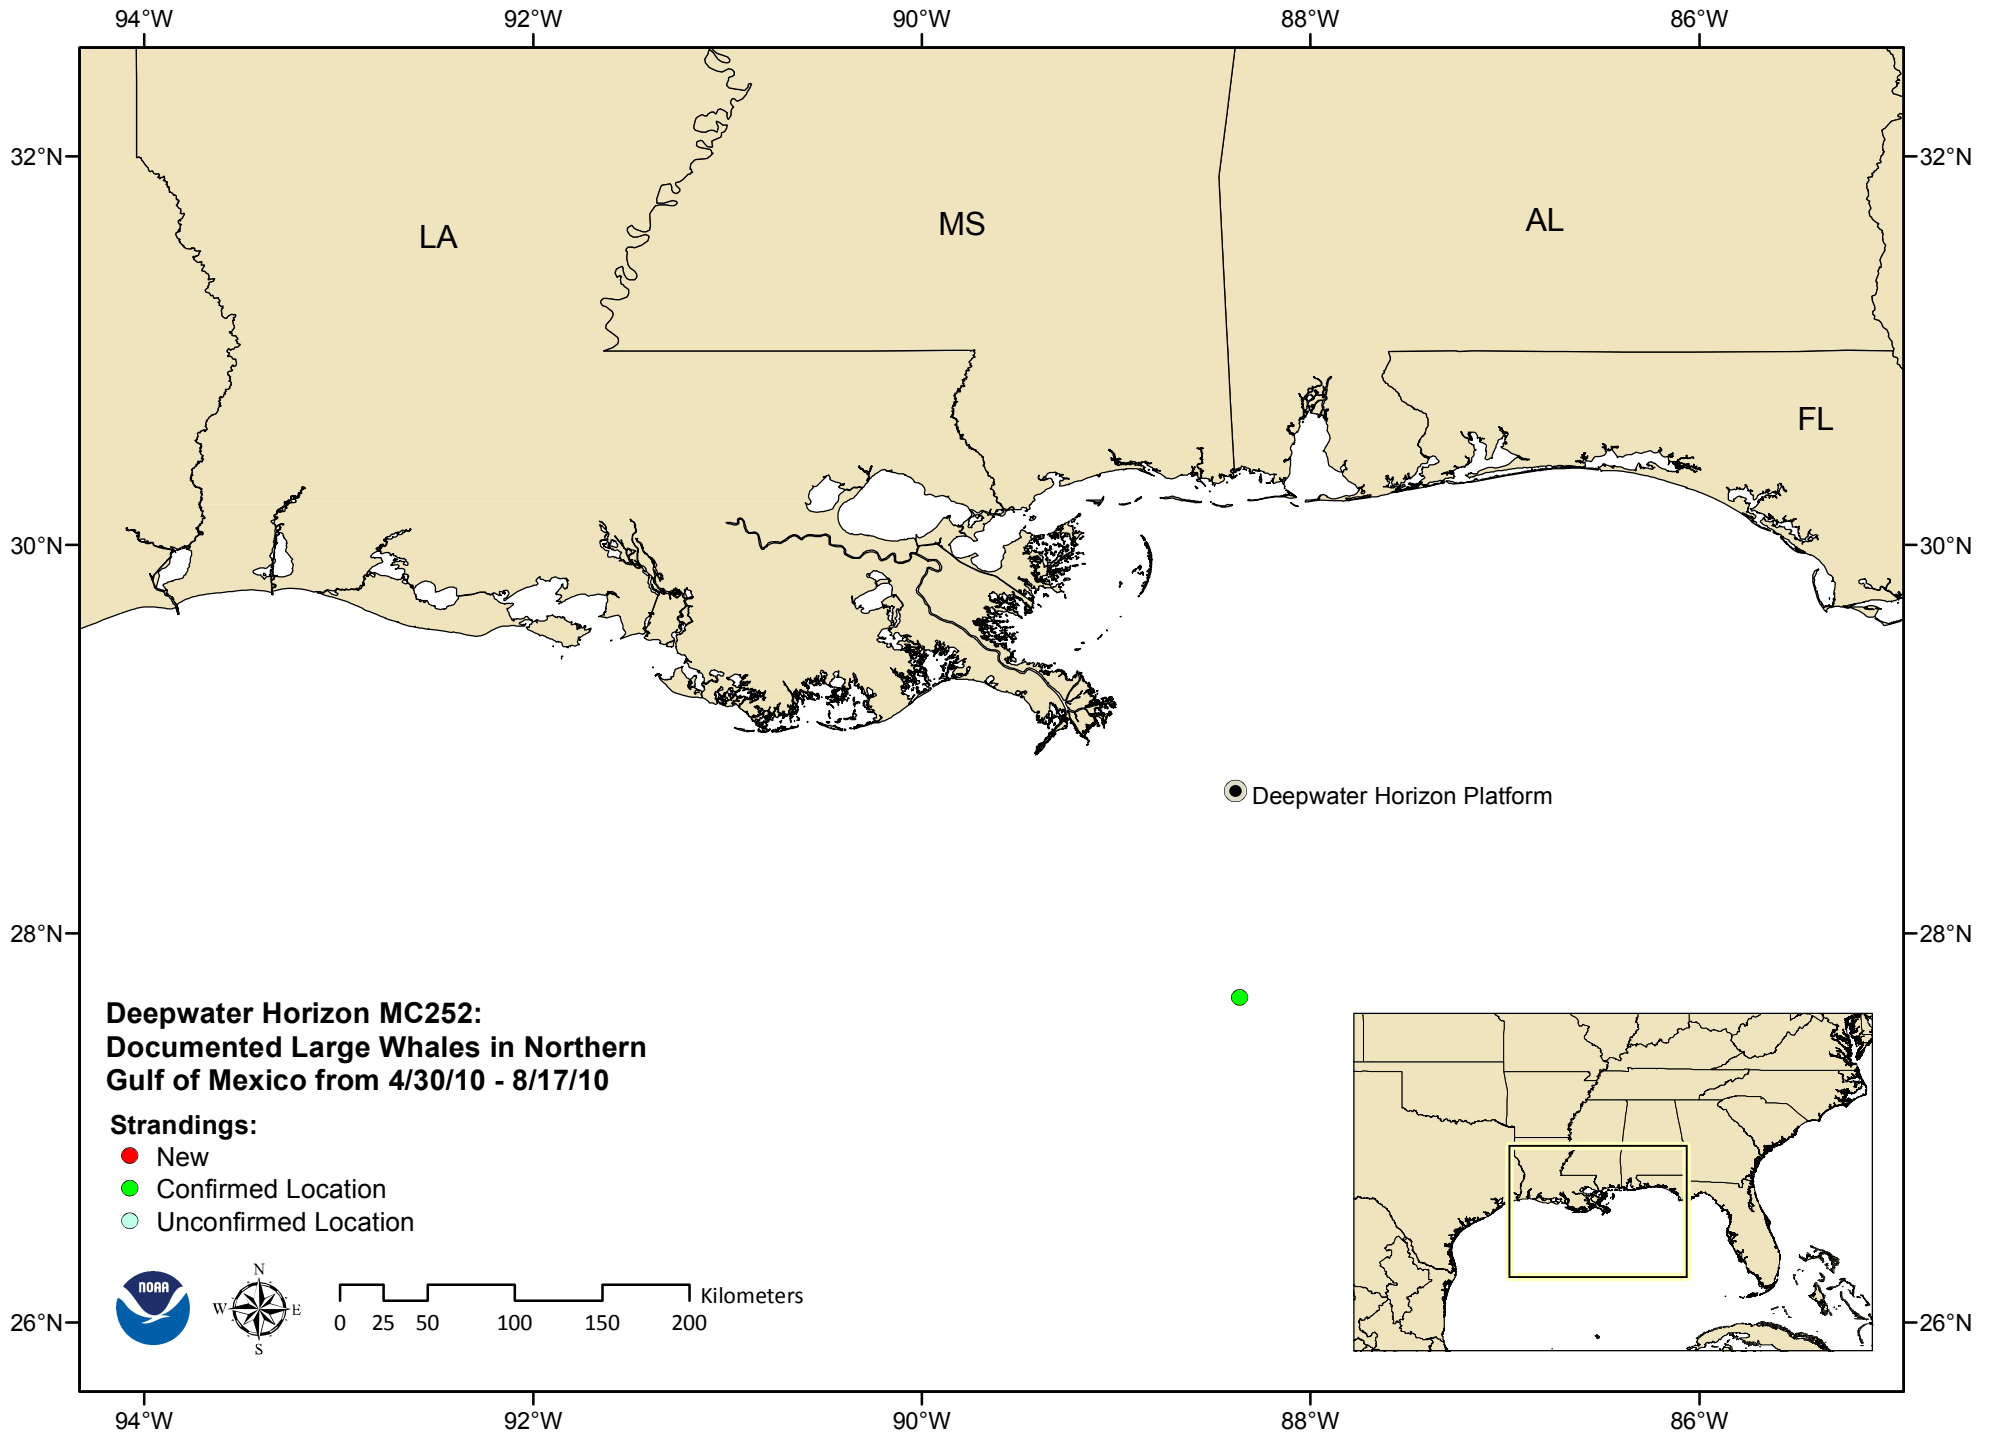 94°W 92°W 90°W 88°W 86°W
32°N 32°N
LA MS AL
FL
30°N 30°N
Deepwater Horizon Platform
28°N 28°N
Deepwater Horizon MC252:
Documented Large Whales in Northern
Gulf of Mexico from 4/30/10 - 8/17/10
Strandings:
New
Confirmed Location
Unconfirmed Location
NOAA
N
W E
S
Kilometers
0 25 50 100 150 200
26°N 26°N
94°W 92°W 90°W 88°W 86°W